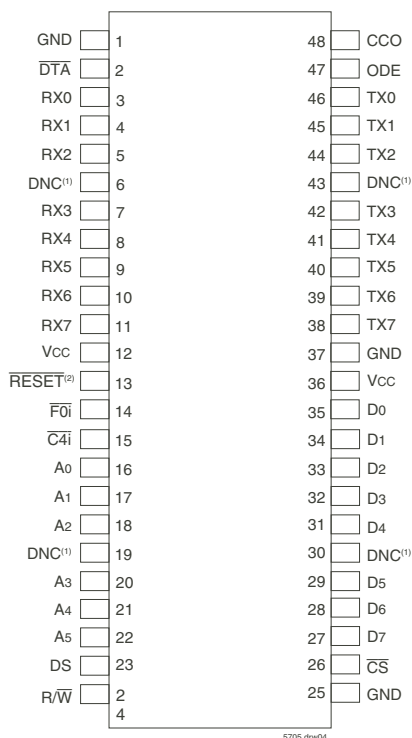 GND 1 48 CCO
D̅T̅A̅ 2 47 ODE
RX0 3 46 TX0
RX1 4 45 TX1
RX2 5 44 TX2
DNC(1) 6 43 DNC(1)
RX3 7 42 TX3
RX4 8 41 TX4
RX5 9 40 TX5
RX6 10 39 TX6
RX7 11 38 TX7
VCC 12 37 GND
R̅E̅S̅E̅T̅(2) 13 36 VCC
F̅0̅i̅ 14 35 D0
C̅4̅i̅ 15 34 D1
A0 16 33 D2
A1 17 32 D3
A2 18 31 D4
DNC(1) 19 30 DNC(1)
A3 20 29 D5
A4 21 28 D6
A5 22 27 D7
DS 23 26 C̅S̅
R/W̅ 2 25 GND
4
5705 drw04